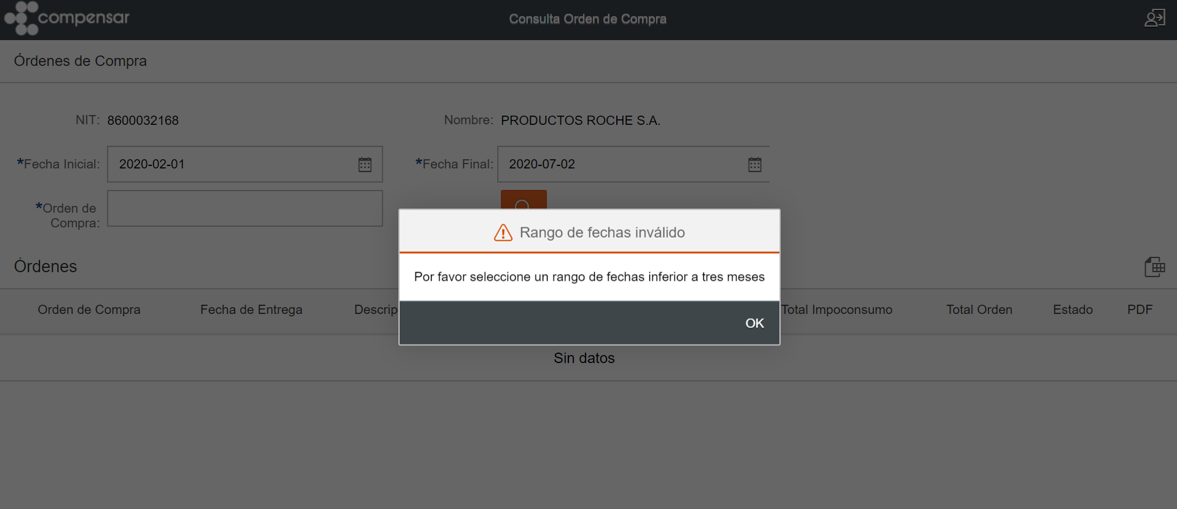 compensar
Consulta Orden de Compra
Órdenes de Compra
NIT: 8600032168
Nombre: PRODUCTOS ROCHE S.A.
*Fecha Inicial: 2020-02-01
*Fecha Final: 2020-07-02
*Orden de
Compra:
Rango de fechas inválido
Por favor seleccione un rango de fechas inferior a tres meses
OK
Órdenes
Orden de Compra Fecha de Entrega Descrip Total Impoconsumo Total Orden Estado PDF
Sin datos